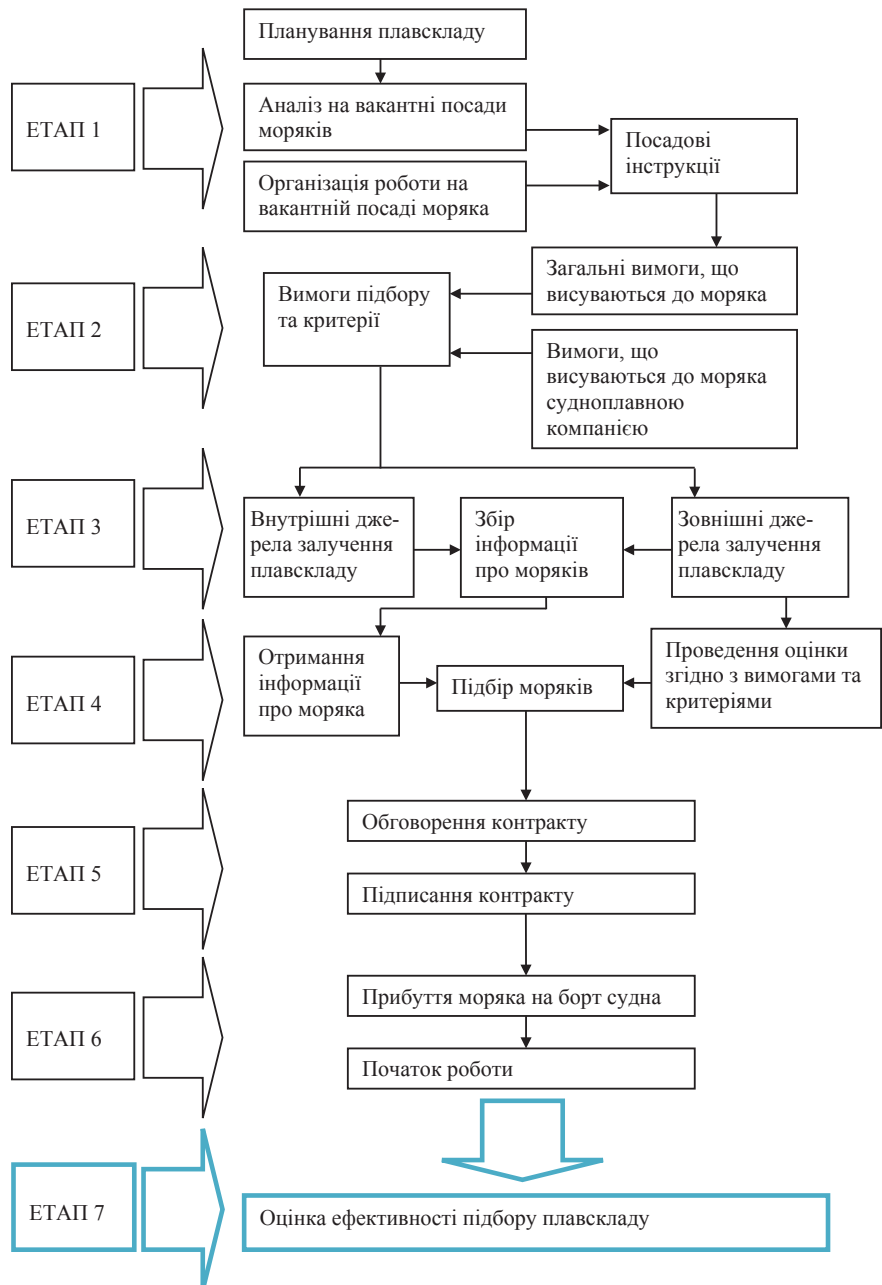 Планування плавскладу
ЕТАП 1
Аналіз на вакантні посади
моряків
Організація роботи на
вакантній посаді моряка
Посадові
інструкції
ЕТАП 2
Вимоги підбору
та критерії
Загальні вимоги, що
висуваються до моряка
Вимоги, що
висуваються до моряка
судноплавною
компанією
ЕТАП 3
Внутрішні дже-
рела залучення
плавскладу
Збір
інформації
про моряків
Зовнішні дже-
рела залучення
плавскладу
ЕТАП 4
Отримання
інформації
про моряка
Підбір моряків
Проведення оцінки
згідно з вимогами та
критеріями
ЕТАП 5
Обговорення контракту
Підписання контракту
ЕТАП 6
Прибуття моряка на борт судна
Початок роботи
ЕТАП 7
Оцінка ефективності підбору плавскладу